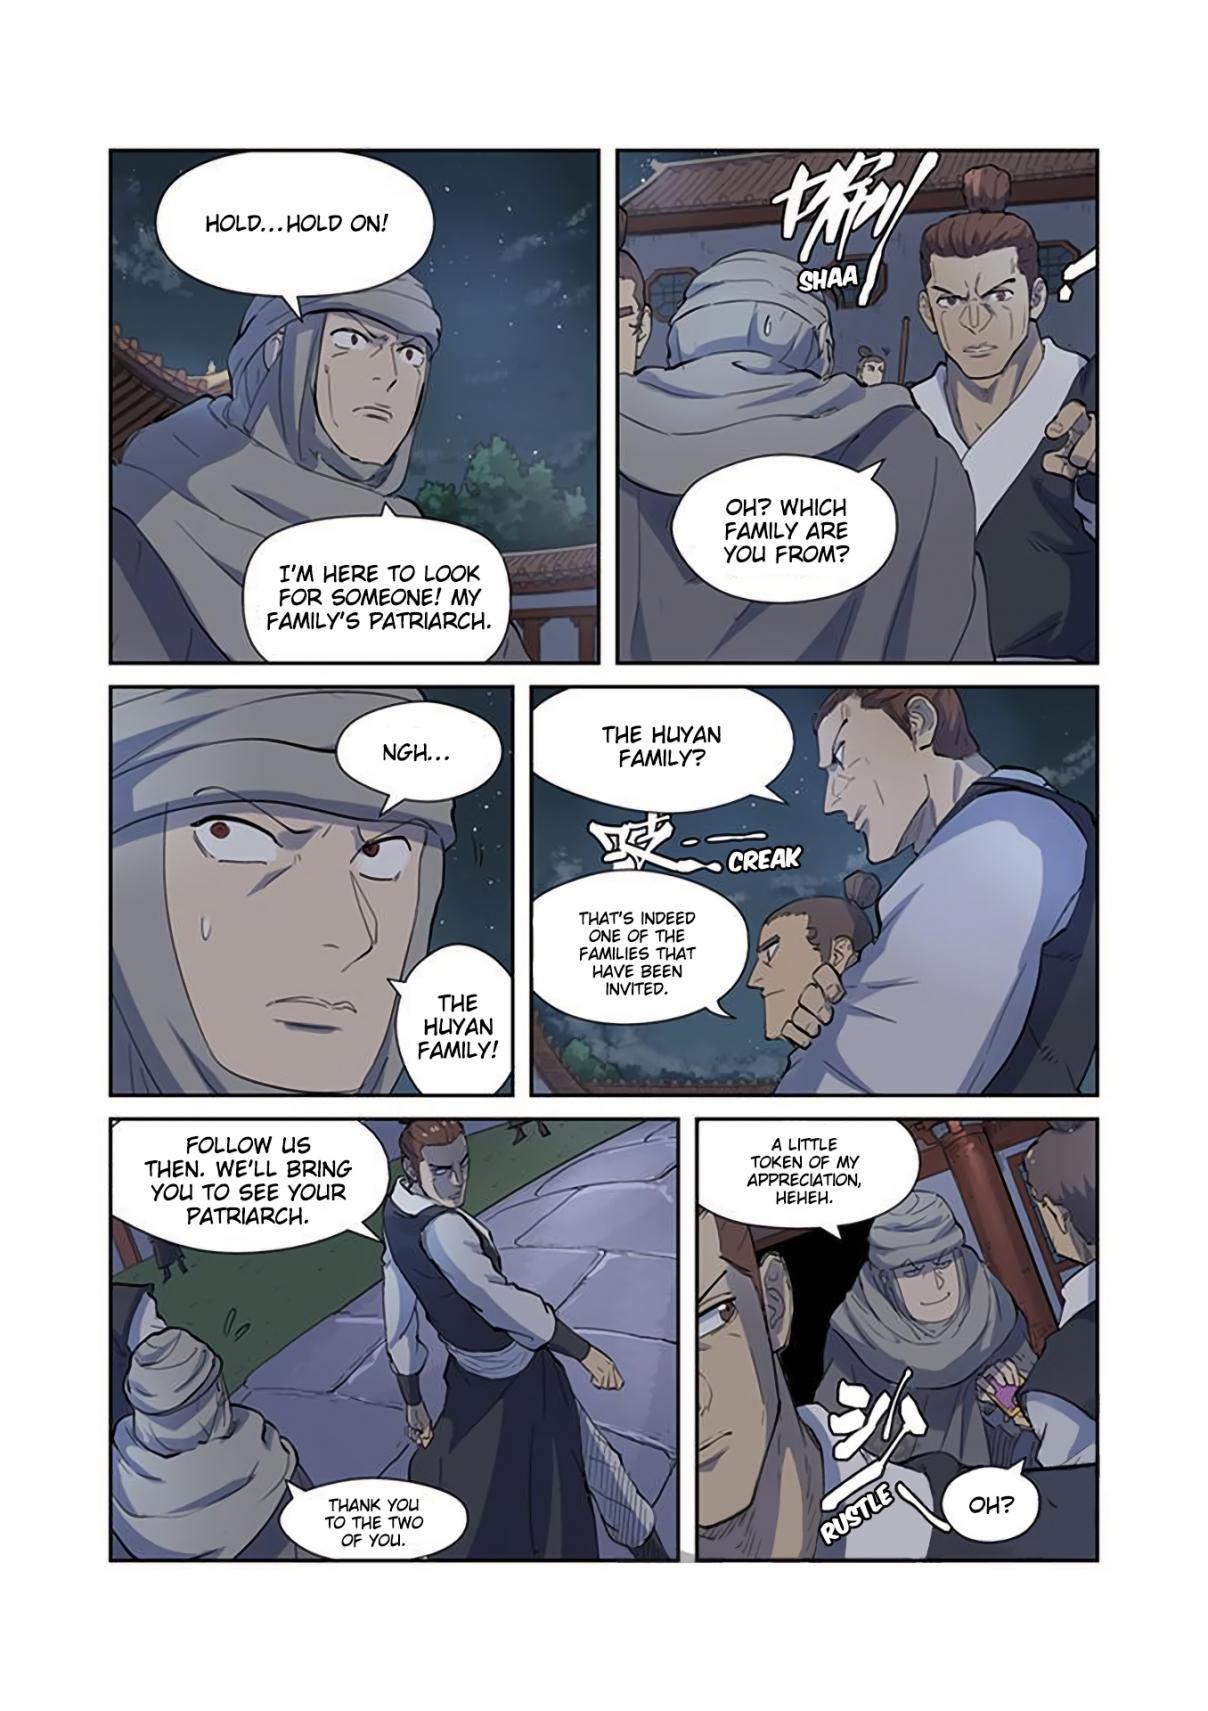 HOLD...HOLD ON!
I'M HERE TO LOOK
FOR SOMEONE! MY
FAMILY'S PATRIARCH.
SHAA
OH? WHICH
FAMILY ARE
YOU FROM?
NGH...
THE
HUYAN
FAMILY!
THE HUYAN
FAMILY?
CREAK
THAT'S INDEED
ONE OF THE
FAMILIES THAT
HAVE BEEN
INVITED.
FOLLOW US
THEN. WE'LL BRING
YOU TO SEE YOUR
PATRIARCH.
THANK YOU
TO THE TWO
OF YOU.
A LITTLE
TOKEN OF MY
APPRECIATION,
HEHEH.
RUSTLE
OH?